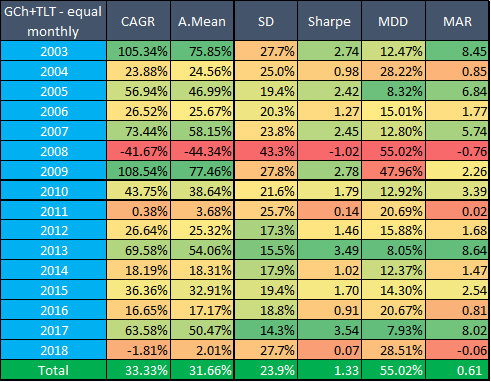 GCh+TLT - equal monthly CAGR A.Mean SD Sharpe MDD MAR
2003 105.34% 75.85% 27.7% 2.74 12.47% 8.45
2004 23.88% 24.56% 25.0% 0.98 28.22% 0.85
2005 56.94% 46.99% 19.4% 2.42 8.32% 6.84
2006 26.52% 25.67% 20.3% 1.27 15.01% 1.77
2007 73.44% 58.15% 23.8% 2.45 12.80% 5.74
2008 -41.67% -44.34% 43.3% -1.02 55.02% -0.76
2009 108.54% 77.46% 27.8% 2.78 47.96% 2.26
2010 43.75% 38.64% 21.6% 1.79 12.92% 3.39
2011 0.38% 3.68% 25.7% 0.14 20.69% 0.02
2012 26.64% 25.32% 17.3% 1.46 15.88% 1.68
2013 69.58% 54.06% 15.5% 3.49 8.05% 8.64
2014 18.19% 18.31% 17.9% 1.02 12.37% 1.47
2015 36.36% 32.91% 19.4% 1.70 14.30% 2.54
2016 16.65% 17.17% 18.8% 0.91 20.67% 0.81
2017 63.58% 50.47% 14.3% 3.54 7.93% 8.02
2018 -1.81% 2.01% 27.7% 0.07 28.51% -0.06
Total 33.33% 31.66% 23.9% 1.33 55.02% 0.61